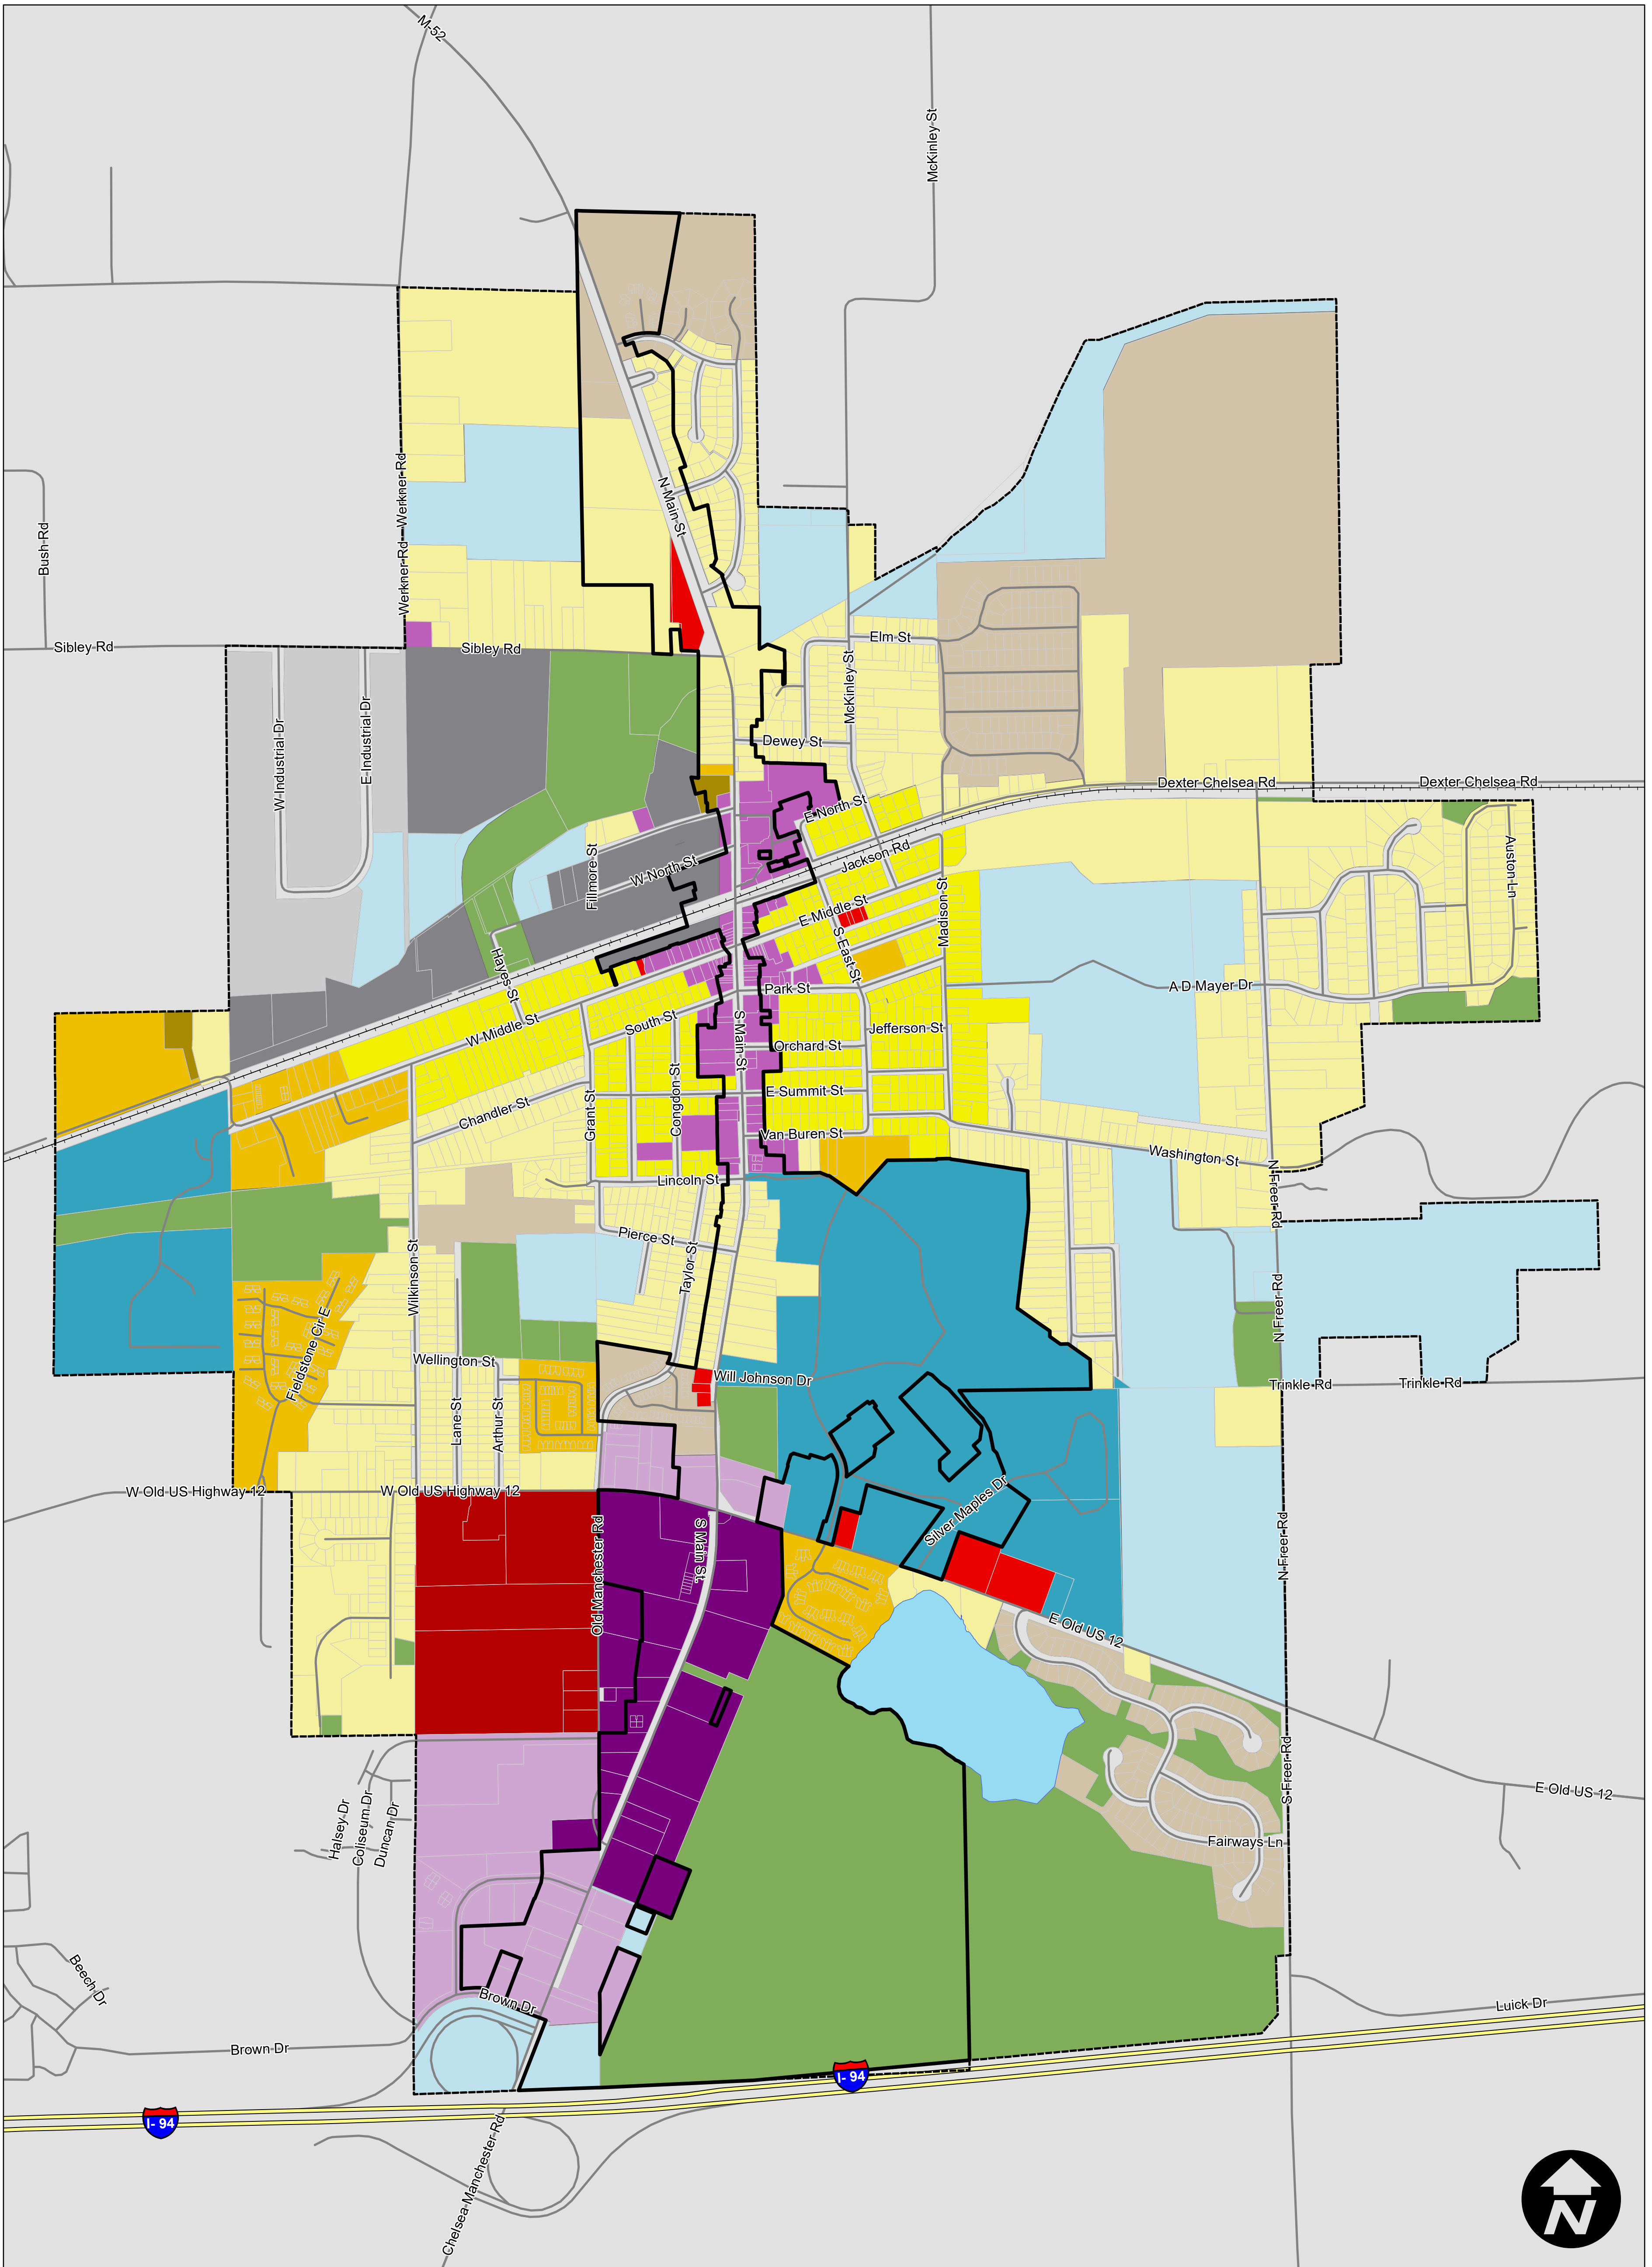 M-52
McKinley St
Werkner Rd
N Main St
Bush Rd
Werkner Rd
Sibley Rd
Sibley Rd
Elm St
McKinley St
W Industrial Dr
E Industrial Dr
Dewey St
Dexter Chelsea Rd
Dexter Chelsea Rd
E North St
Jackson Rd
W North St
Fillmore St
Auston Ln
E Middle St
Madison St
S East St
Hayes St
Park St
A D Mayer Dr
W Middle St
South St
S Main St
Jefferson St
Orchard St
E Summit St
Congdon St
Chandler St
Grant St
Van Buren St
Washington St
Lincoln St
N Freer Rd
Pierce St
Taylor St
Wilkinson St
N Freer Rd
Fieldstone Cir E
Wellington St
Will Johnson Dr
Trinkle Rd
Trinkle Rd
Lane St
Arthur St
W Old US Highway 12
W Old US Highway 12
Silver Maples Dr
S Main St.
Old Manchester Rd
N Freer Rd
E Old US 12
S Freer Rd
E Old US 12
Halsey Dr
Coliseum Dr
Duncan Dr
Fairways Ln
Beech Dr
Brown Dr
Luick Dr
Brown Dr
I-94
I-94
Chelsea-Manchester Rd
N